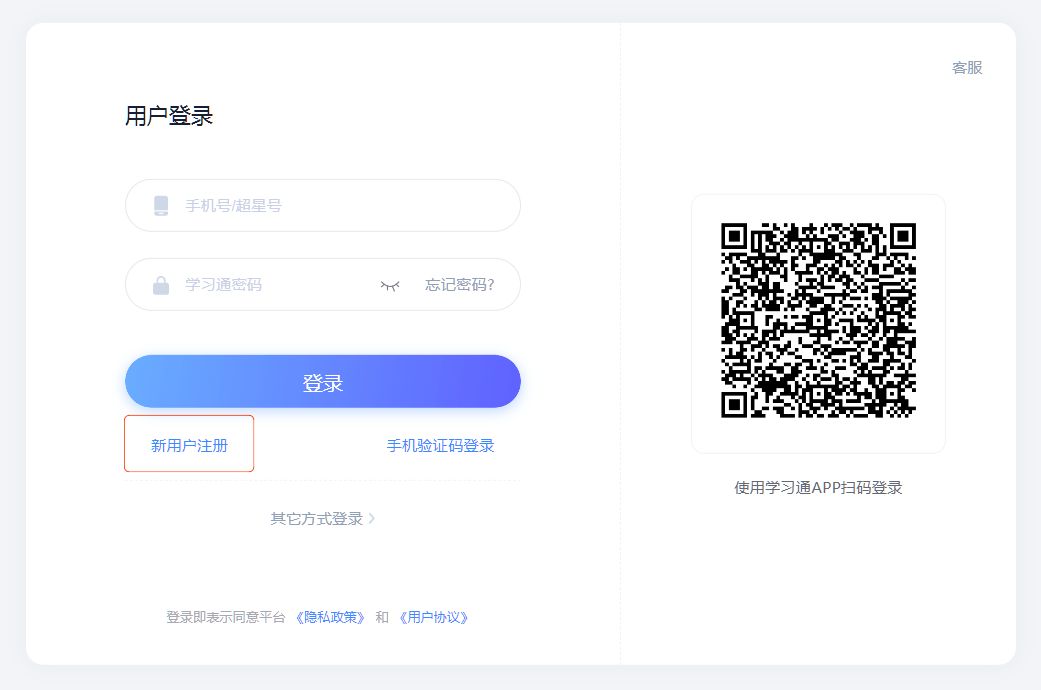 客服
用户登录
手机号/超星号
学习通密码 忘记密码?
登录
新用户注册 手机验证码登录
使用学习通APP扫码登录
其它方式登录
登录即表示同意平台 《隐私政策》 和 《用户协议》